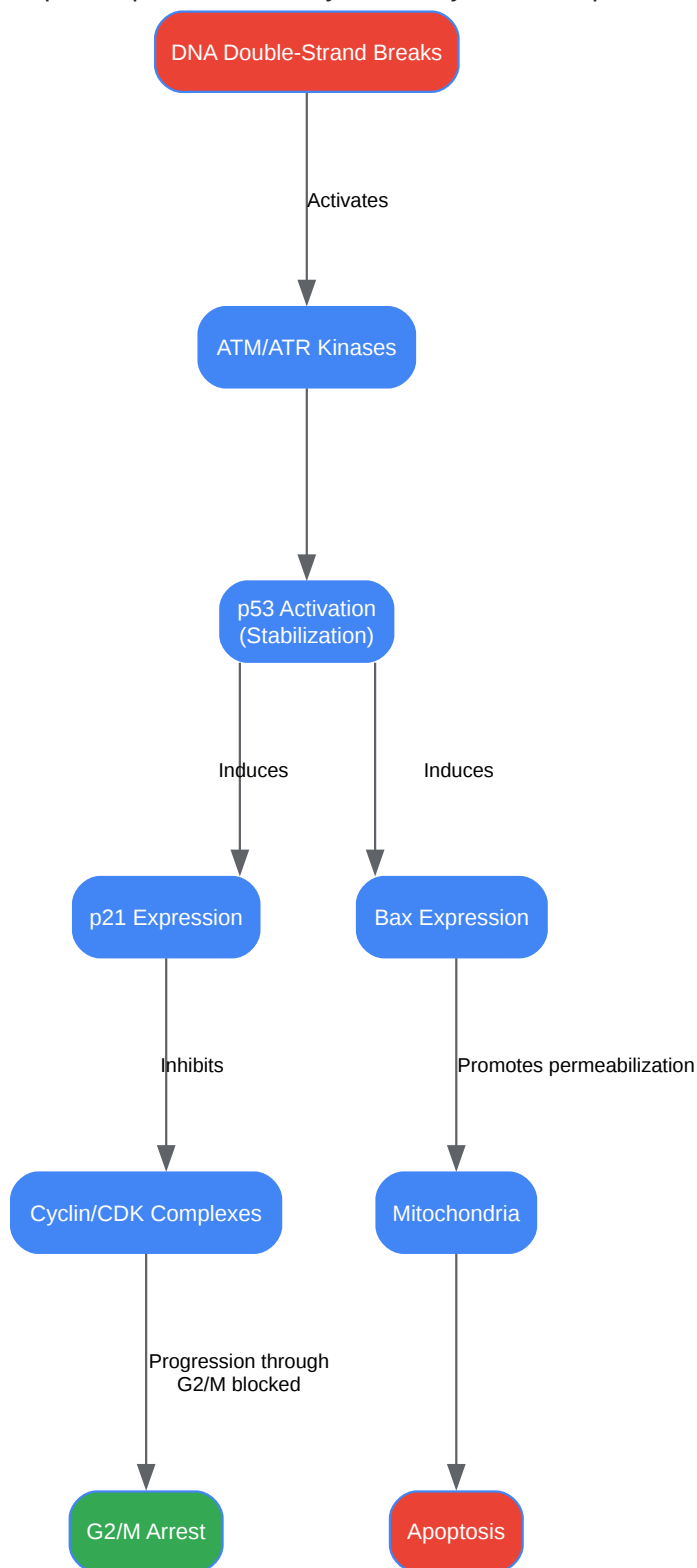 DNA Double-Strand Breaks
Activates
ATM/ATR Kinases
p53 Activation
(Stabilization)
Induces
Induces
p21 Expression
Bax Expression
Inhibits
Promotes permeabilization
Cyclin/CDK Complexes
Mitochondria
Progression through
G2/M blocked
G2/M Arrest
Apoptosis